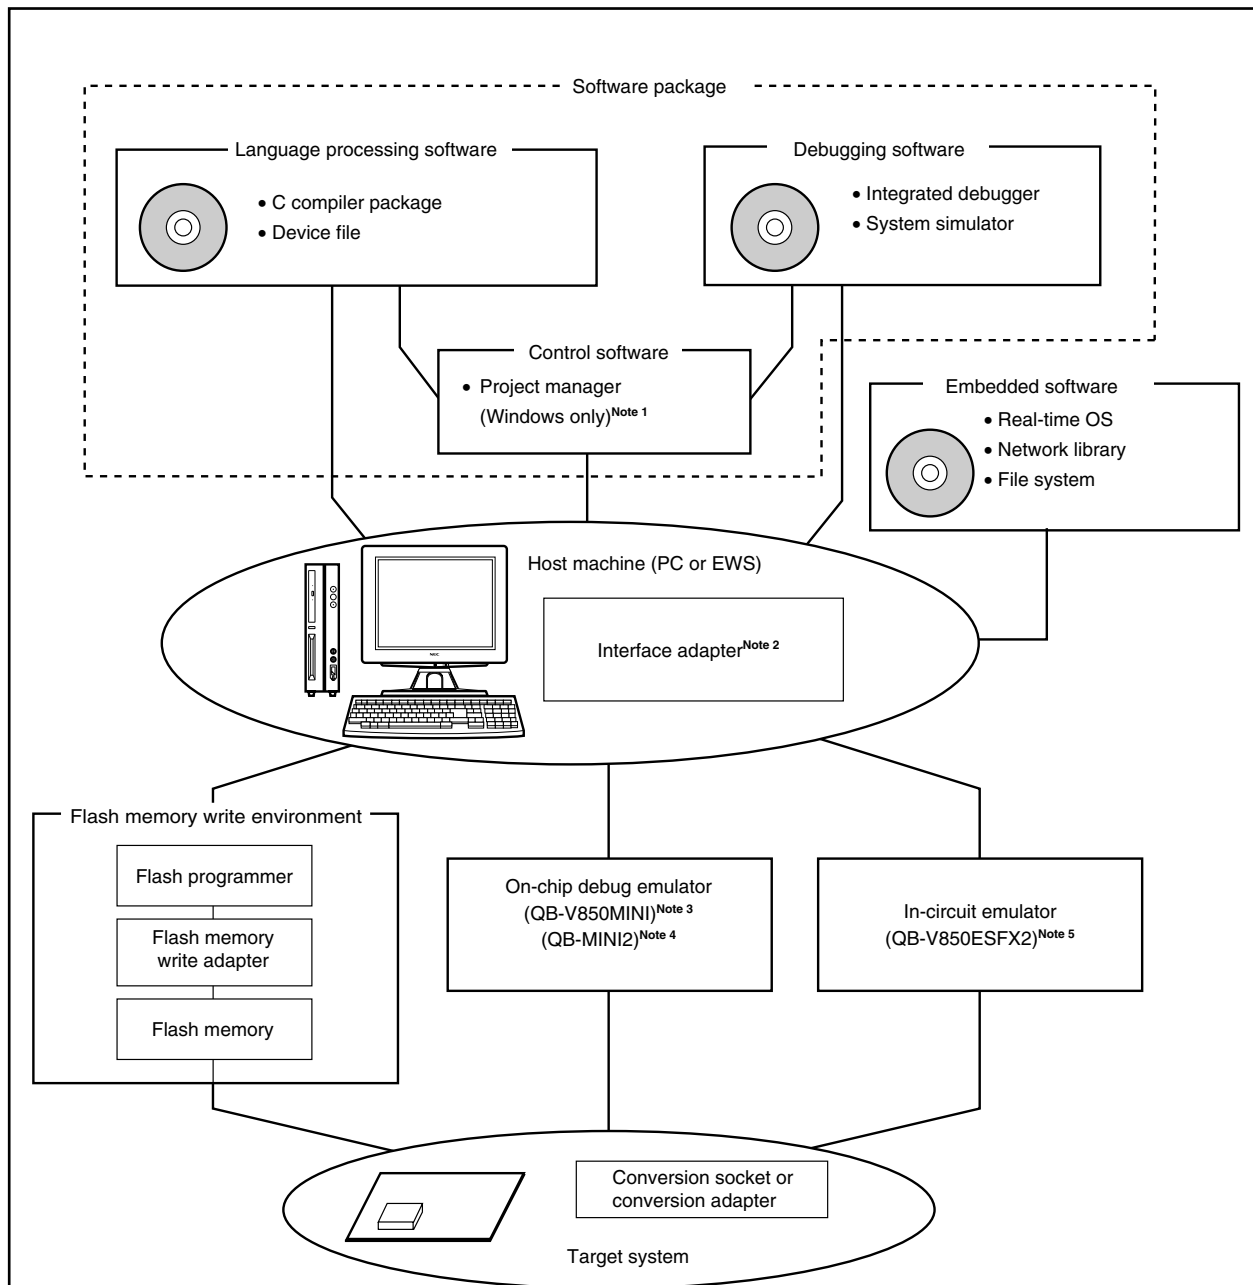 Software package
Language processing software
• C compiler package
• Device file
Debugging software
• Integrated debugger
• System simulator
Control software
• Project manager
(Windows only)Note 1
Embedded software
• Real-time OS
• Network library
• File system
Host machine (PC or EWS)
Interface adapterNote 2
NEC
Flash memory write environment
Flash programmer
Flash memory
write adapter
Flash memory
On-chip debug emulator
(QB-V850MINI)Note 3
(QB-MINI2)Note 4
In-circuit emulator
(QB-V850ESFX2)Note 5
Conversion socket or
conversion adapter
Target system